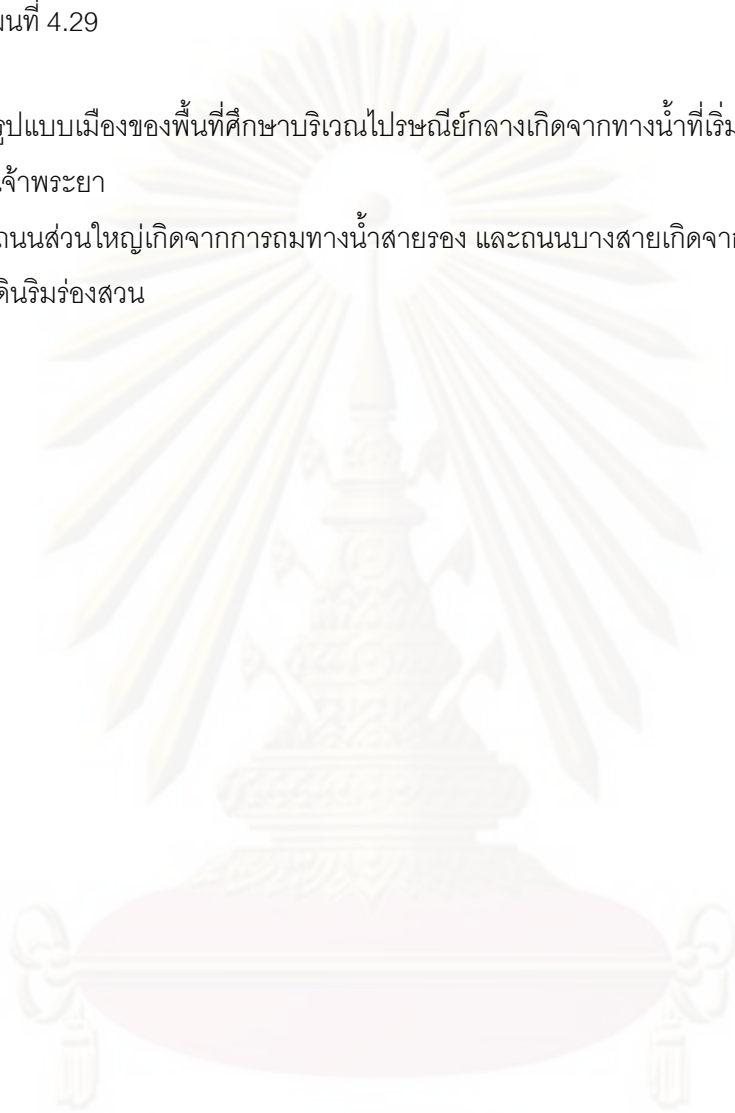 นที่ 4.29
รูปแบบเมืองของพื้นที่ศึกษาบริเวณไปรษณีย์กลางเกิดจากทางน้ำที่เริ่ม
จ้าพระยา
ถนนส่วนใหญ่เกิดจากการถมทางน้ำสายรอง และถนนบางสายเกิดจา
ดินริมร่องสวน